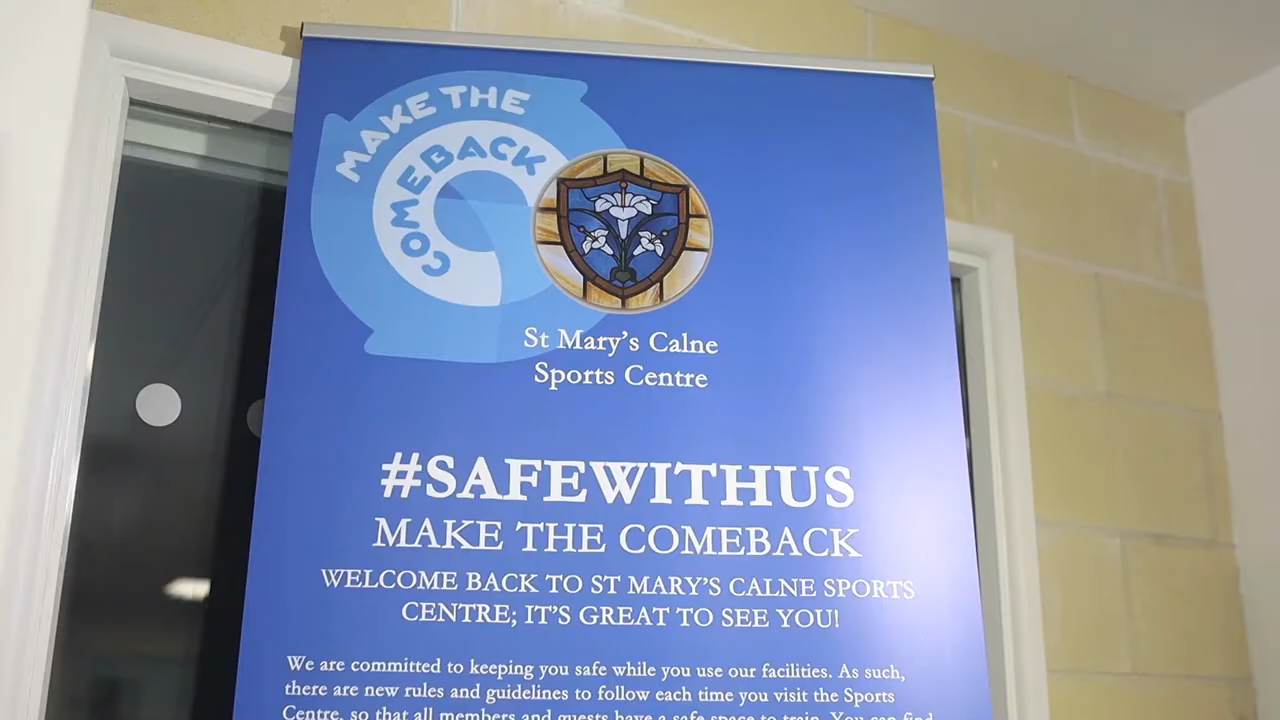 MAKE THE
COMEBACK
St Mary's Calne
Sports Centre
#SAFEWITHUS
MAKE THE COMEBACK
WELCOME BACK TO ST MARY'S CALNE SPORTS
CENTRE; IT'S GREAT TO SEE YOU!
We are committed to keeping you safe while you use our facilities. As such,
there are new rules and guidelines to follow each time you visit the Sports
Centre, so that all members and guests have a safe space to train. You can find